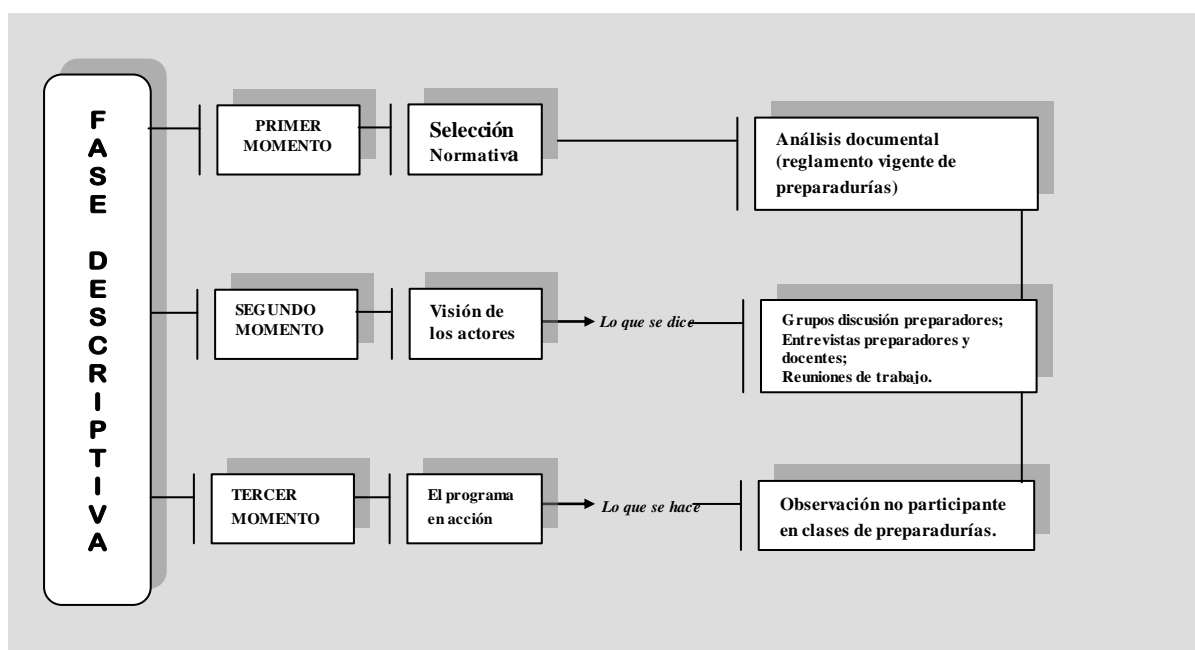 FASE DESCRIPTIVA
PRIMER
MOMENTO
Selección
Normativa
Análisis documental
(reglamento vigente de
preparadurías)
SEGUNDO
MOMENTO
Visión de
los actores
Lo que se dice
Grupos discusión preparadores;
Entrevistas preparadores y
docentes;
Reuniones de trabajo.
TERCER
MOMENTO
El programa
en acción
Lo que se hace
Observación no participante
en clases de preparadurías.